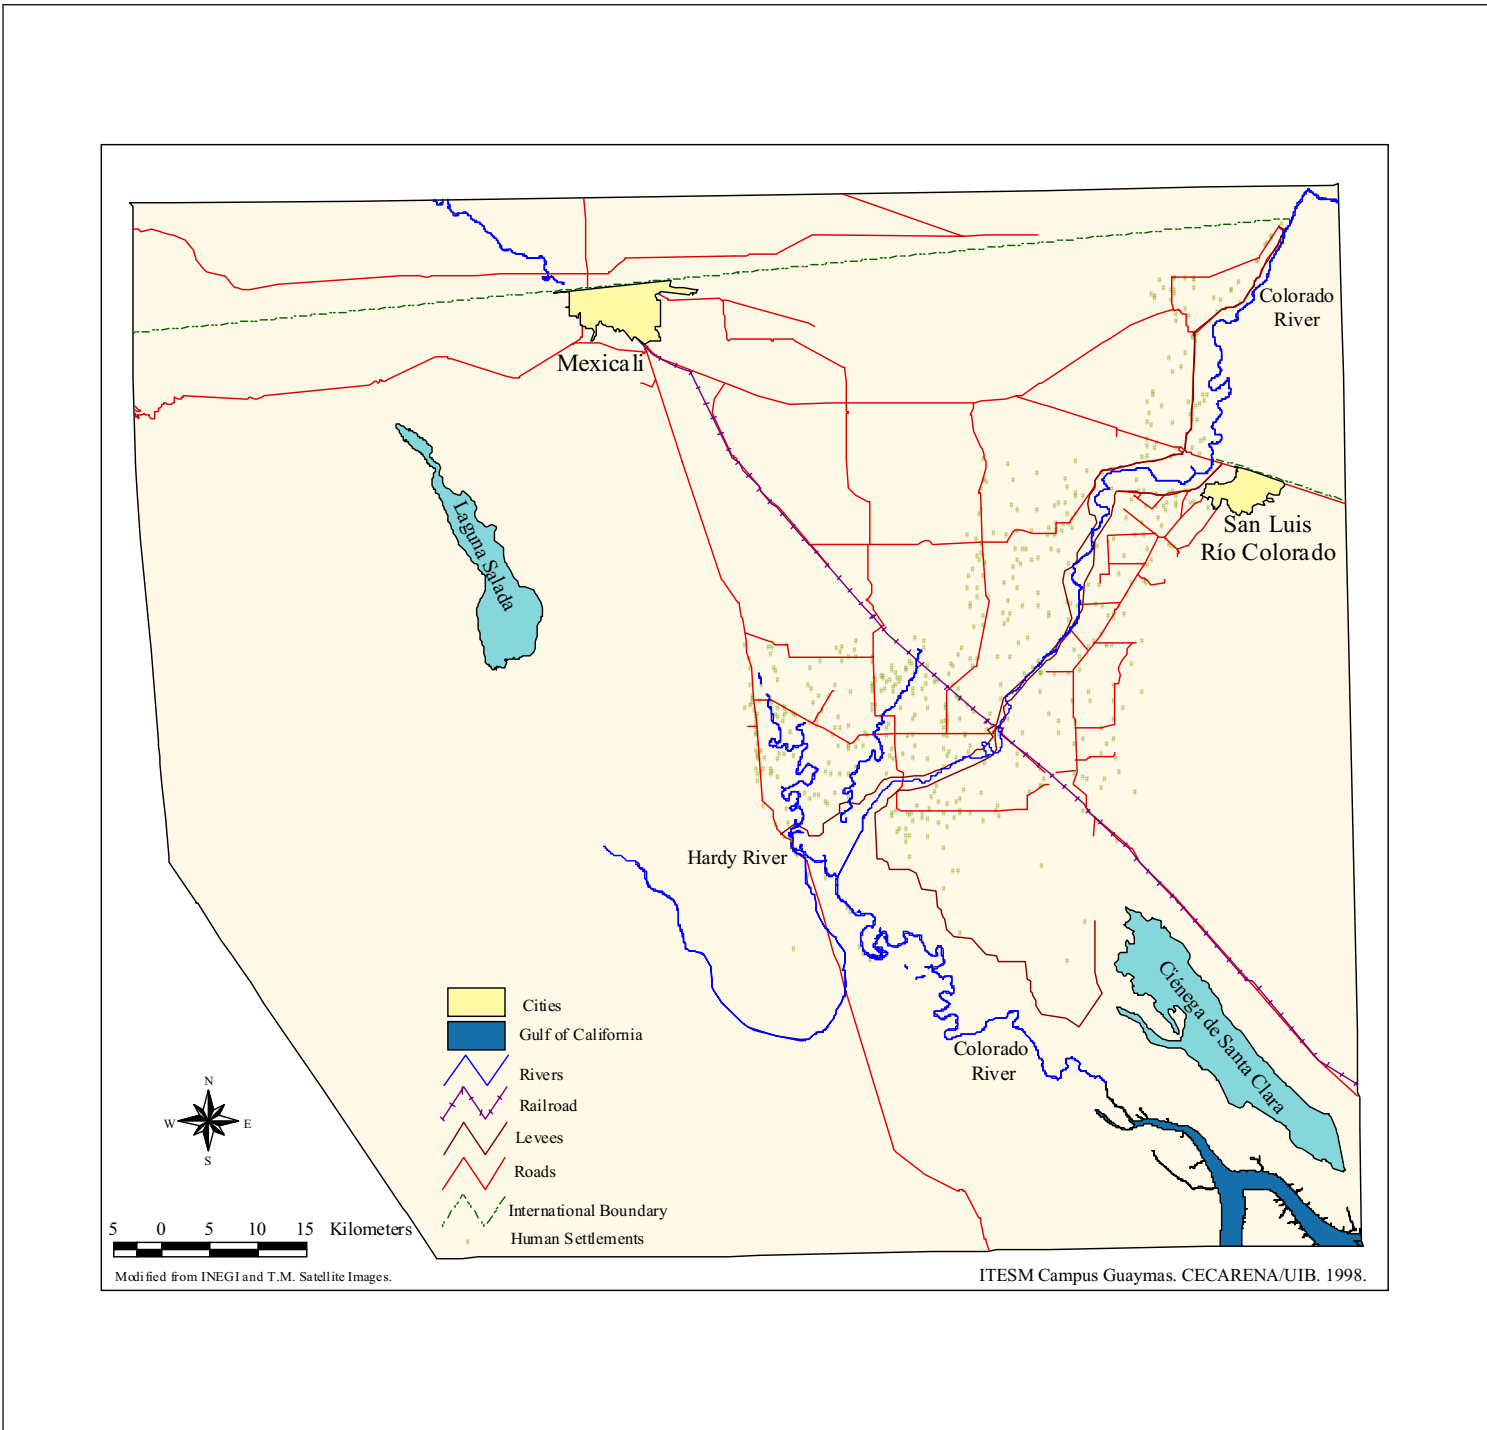 Colorado
River
Mexicali
Laguna Salada
San Luis
Río Colorado
Hardy River
Ciénega de Santa Clara
Colorado
River
Cities
Gulf of California
Rivers
Railroad
Levees
Roads
International Boundary
Human Settlements
N
W E
S
5 0 5 10 15 Kilometers
Modified from INEGI and T.M. Satellite Images.
ITESM Campus Guaymas. CECARENA/UIB. 1998.